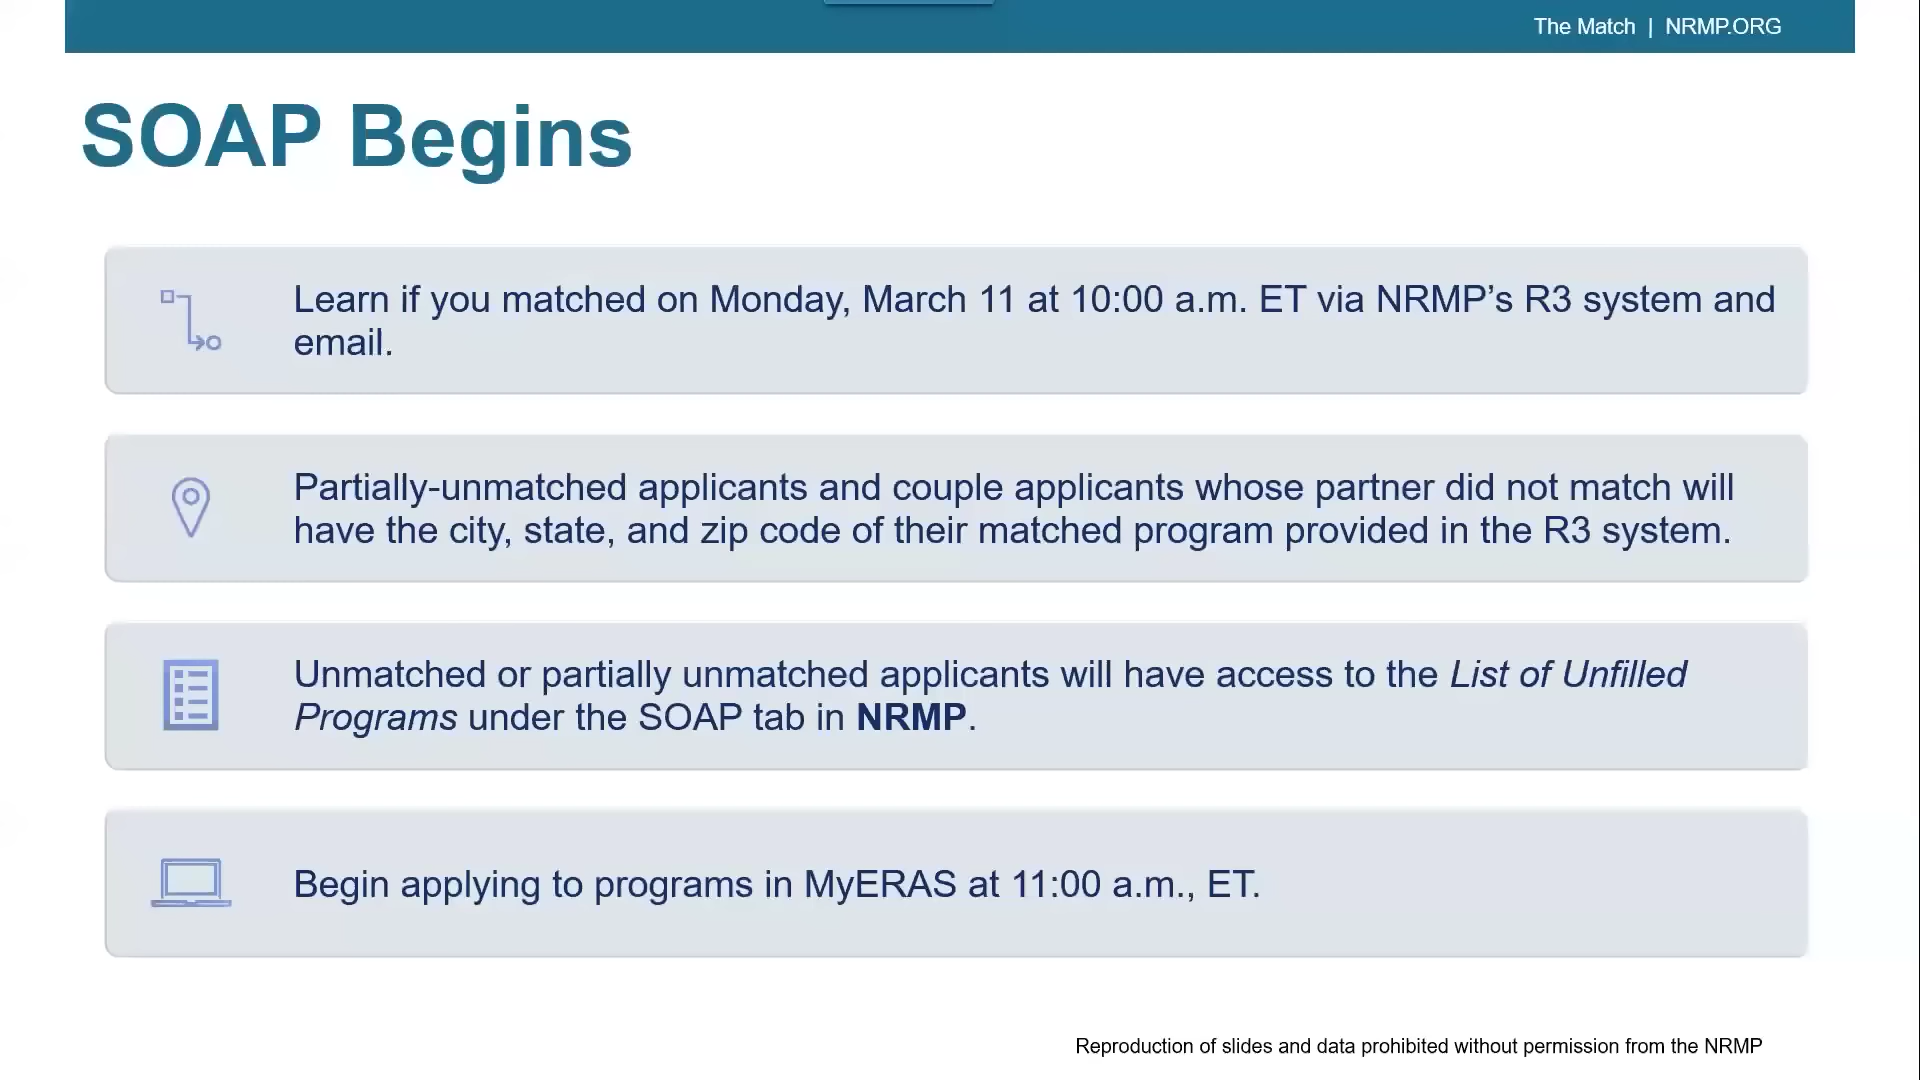 The Match | NRMP.ORG
SOAP Begins
Learn if you matched on Monday, March 11 at 10:00 a.m. ET via NRMP’s R3 system and
email.
Partially-unmatched applicants and couple applicants whose partner did not match will
have the city, state, and zip code of their matched program provided in the R3 system.
Unmatched or partially unmatched applicants will have access to the List of Unfilled
Programs under the SOAP tab in NRMP.
Begin applying to programs in MyERAS at 11:00 a.m., ET.
Reproduction of slides and data prohibited without permission from the NRMP